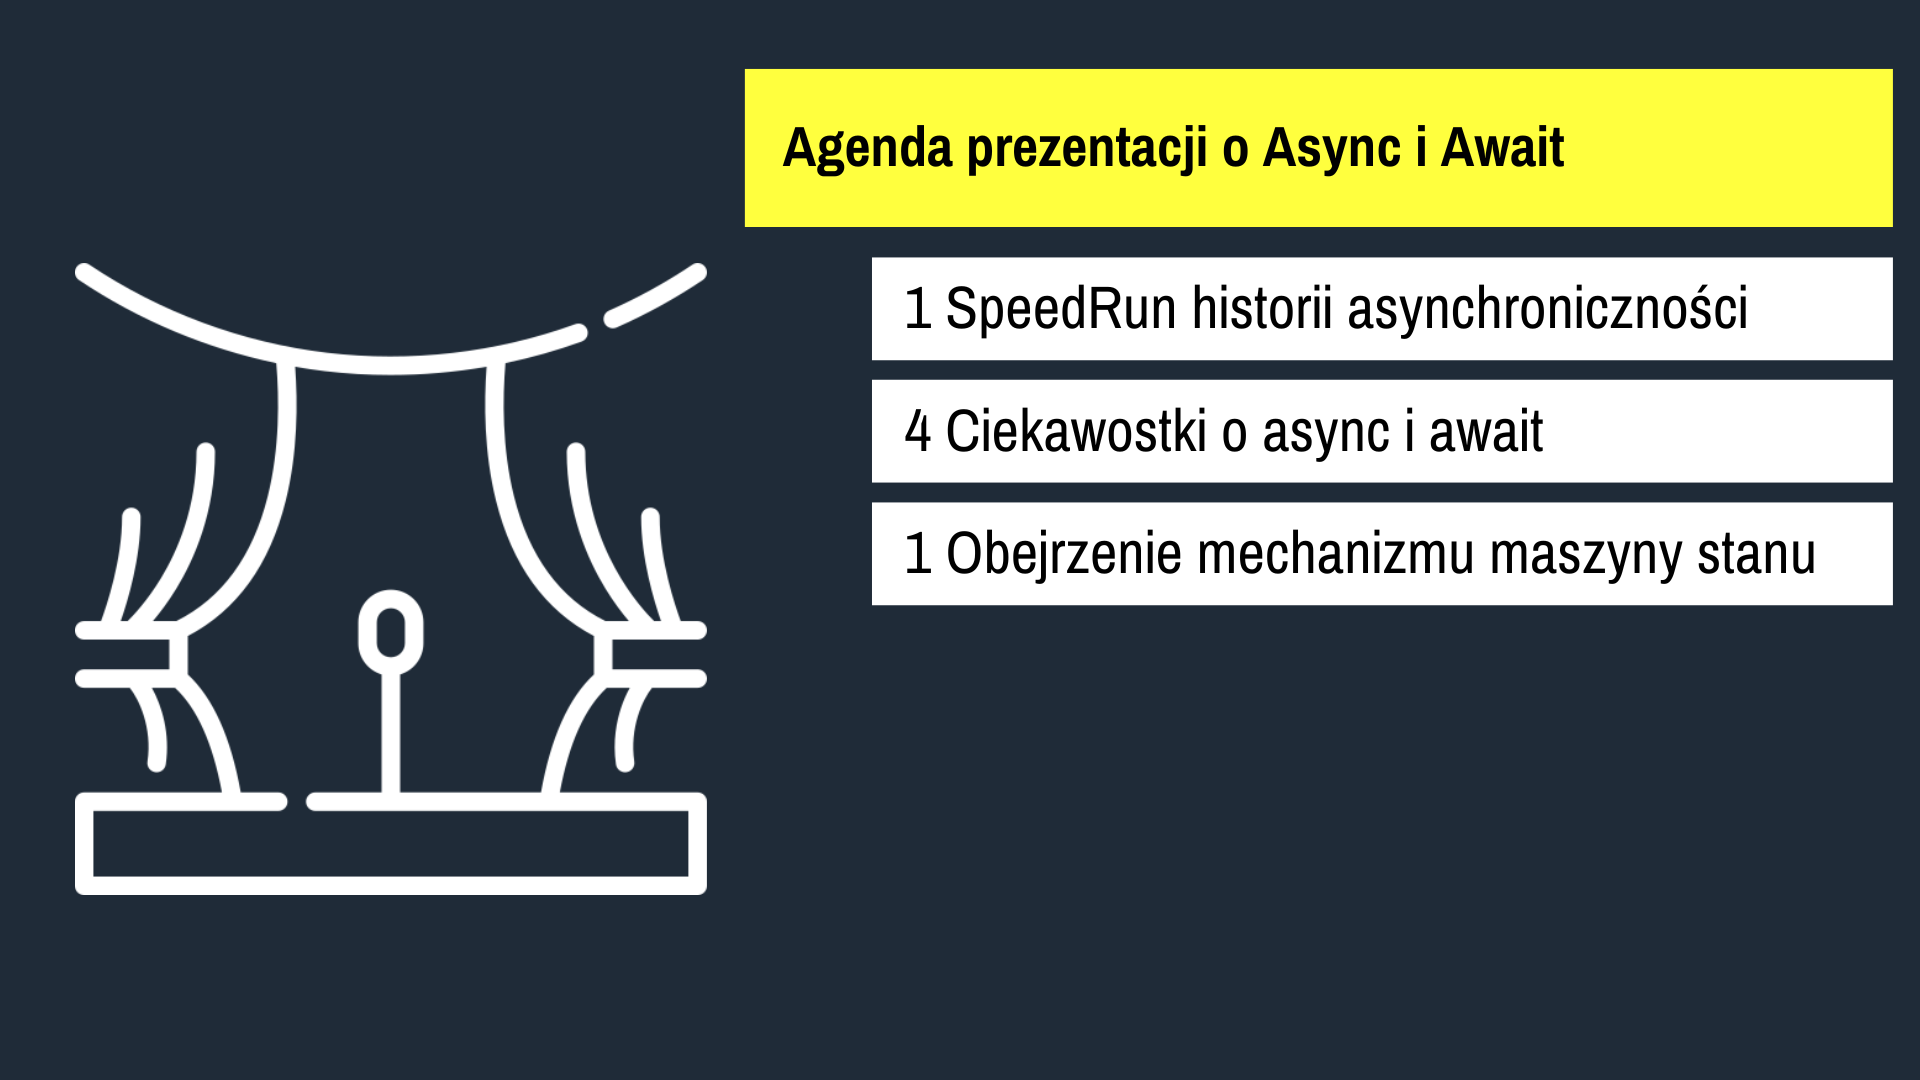 Agenda prezentacji o Async i Await
1 SpeedRun historii asynchroniczności
4 Ciekawostki o async i await
1 Obejrzenie mechanizmu maszyny stanu